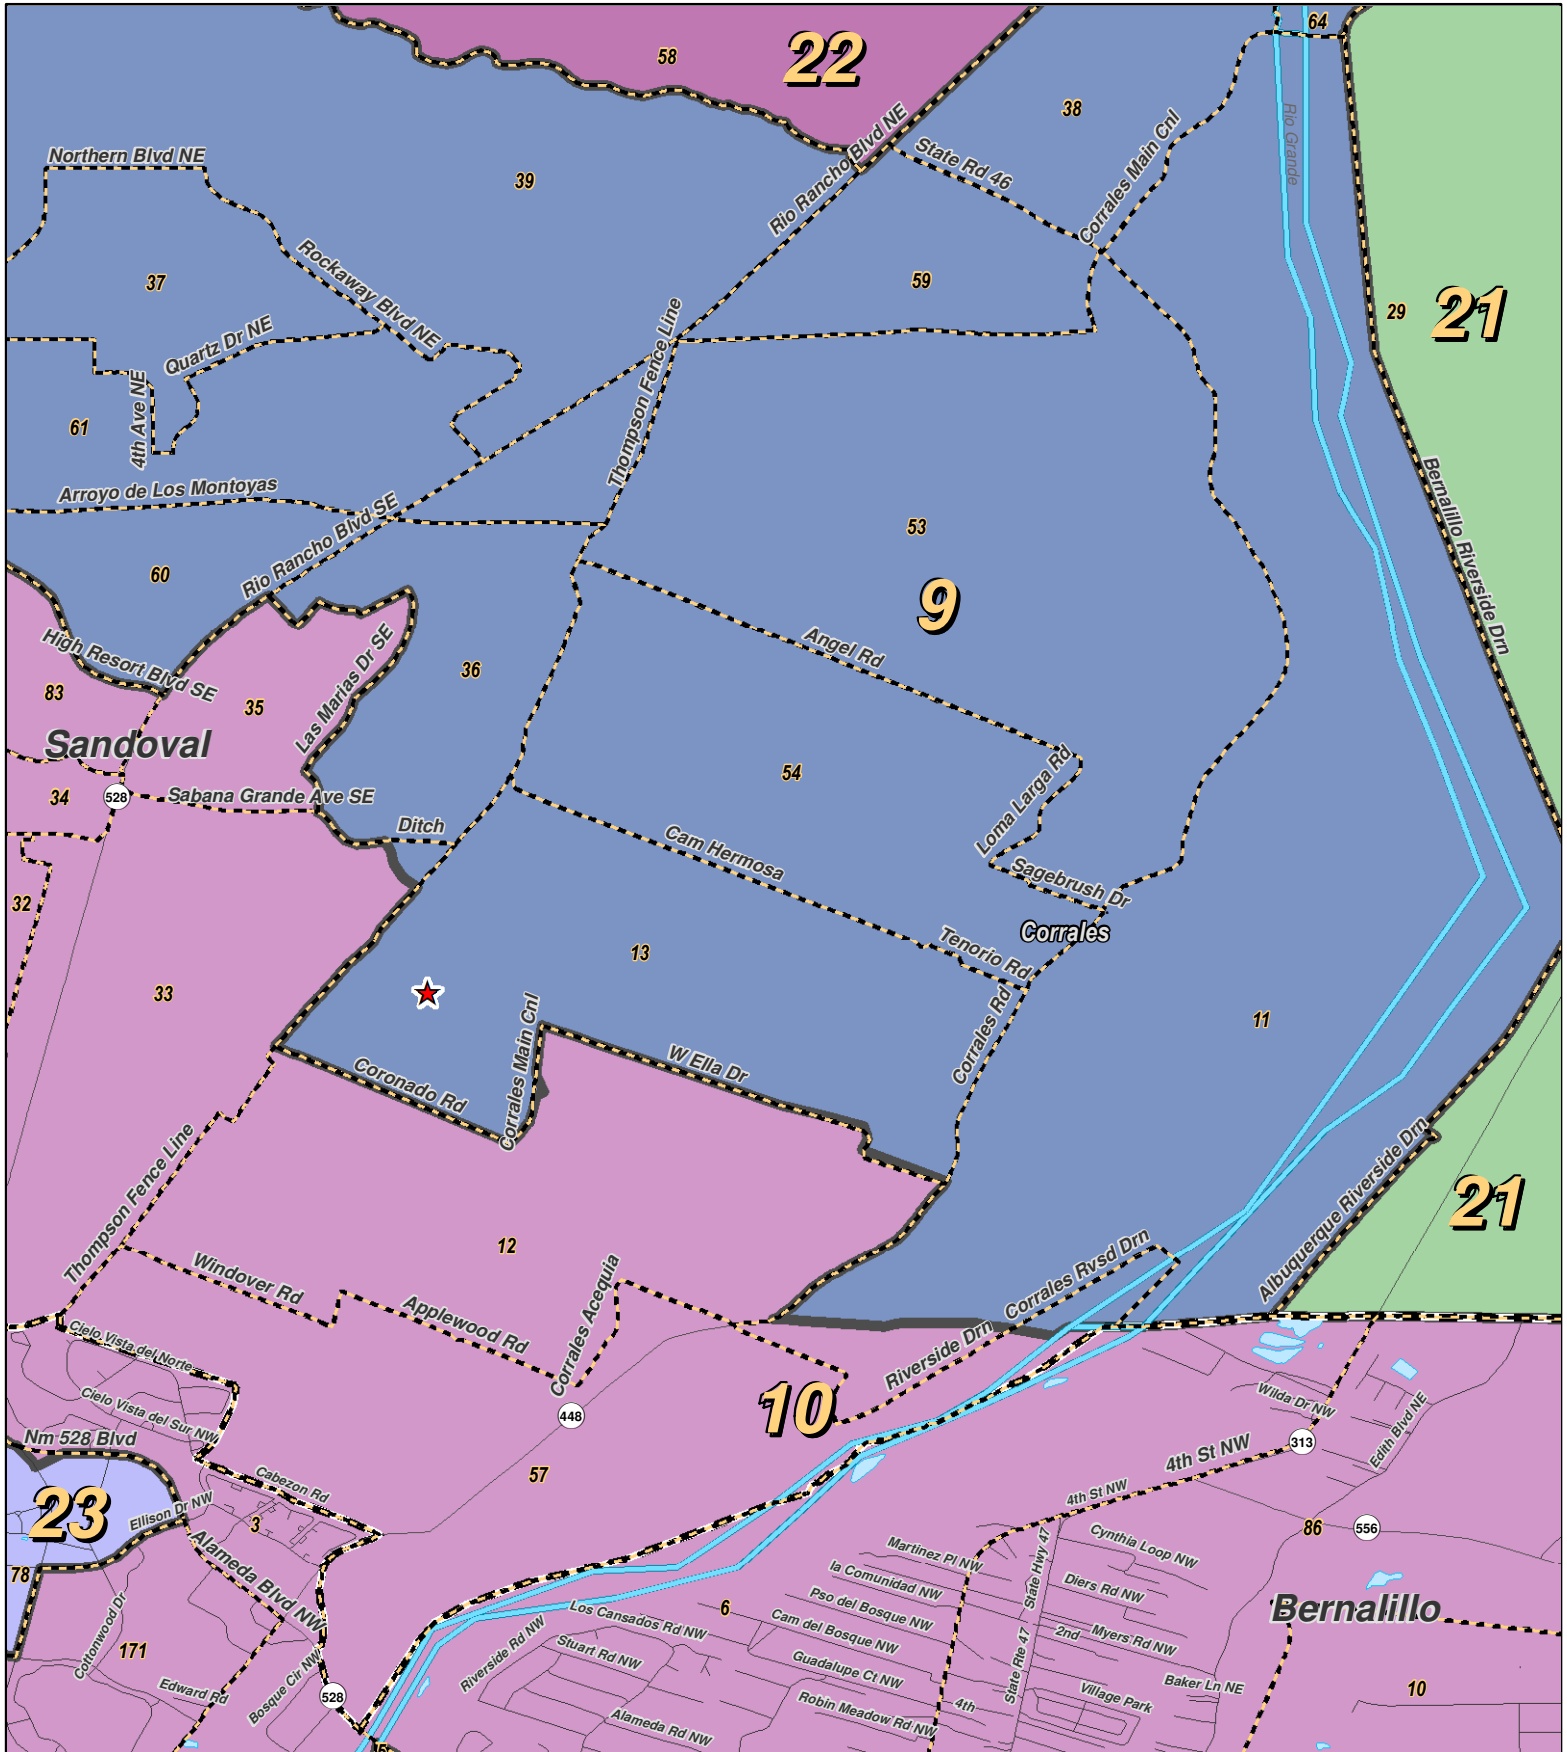 64
58
22
38
Rio Grande
Rio Rancho Blvd NE
State Rd 46
Corrales Main Cnl
Northern Blvd NE
39
37
Rockaway Blvd NE
59
29
21
Quartz Dr NE
Thompson Fence Line
4th Ave NE
61
Arroyo de Los Montoyas
Rio Rancho Blvd SE
53
Bernalillo Riverside Drn
60
9
High Resort Blvd SE
Las Marias Dr SE
36
Angel Rd
83
35
Sandoval
54
34
528
Sabana Grande Ave SE
Ditch
Loma Larga Rd
Cam Hermosa
Sagebrush Dr
32
Corrales
13
Tenorio Rd
33
Corrales Main Cnl
Corrales Rd
11
Coronado Rd
W Ella Dr
Thompson Fence Line
Albuquerque Riverside Drn
21
12
Windover Rd
Corrales Acequia
Corrales Rvsd Drn
Applewood Rd
Riverside Drn
Cielo Vista del Norte
10
Cielo Vista del Sur NW
448
Wilda Dr NW
Edith Blvd NE
Nm 528 Blvd
313
4th St NW
Cabezon Rd
57
4th St NW
23
Ellison Dr NW
3
86
556
Alameda Blvd NW
State Hwy 47
Cynthia Loop NW
Martinez Pl NW
78
la Comunidad NW
Diers Rd NW
Pso del Bosque NW
Bernalillo
Cottonwood Dr
6
Los Cansados Rd NW
Cam del Bosque NW
2nd
Myers Rd NW
171
Riverside Rd NW
Stuart Rd NW
Guadalupe Ct NW
State Rte 47
Baker Ln NE
Bosque Cir NW
Edward Rd
528
Robin Meadow Rd NW
4th
Village Park
10
Alameda Rd NW